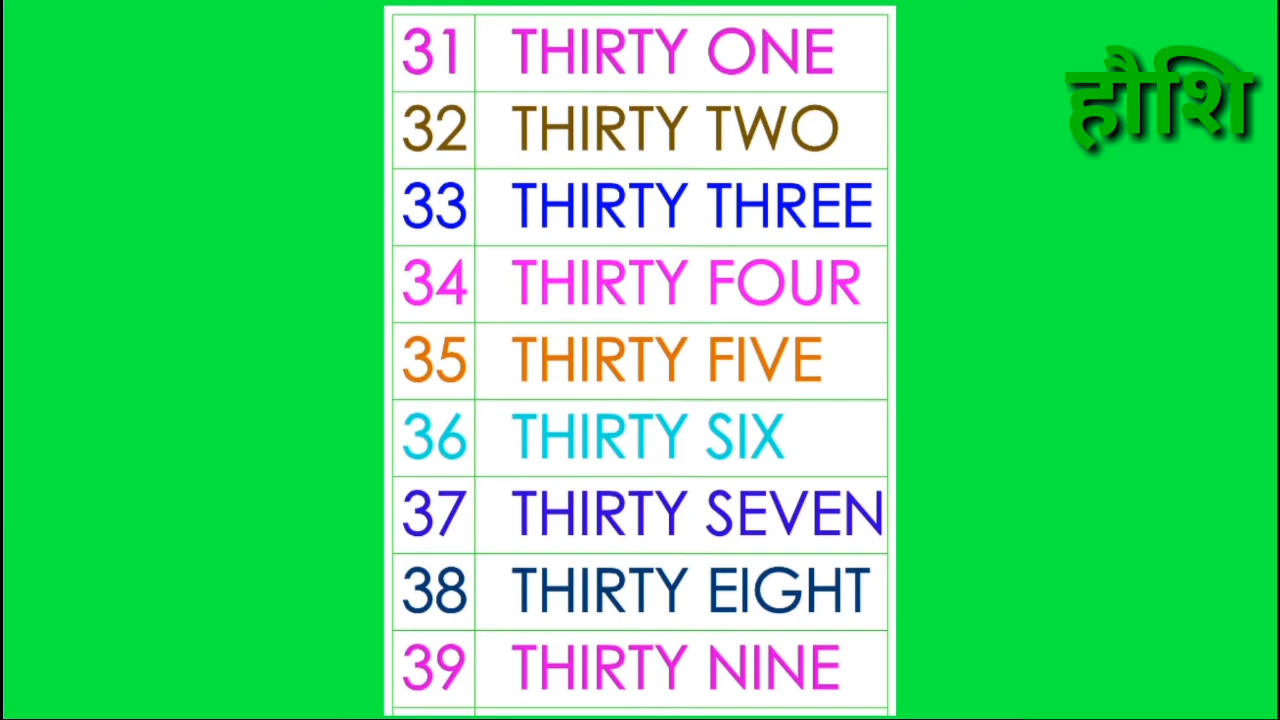 31 THIRTY ONE
32 THIRTY TWO
33 THIRTY THREE
34 THIRTY FOUR
35 THIRTY FIVE
36 THIRTY SIX
37 THIRTY SEVEN
38 THIRTY EIGHT
39 THIRTY NINE
हौशि